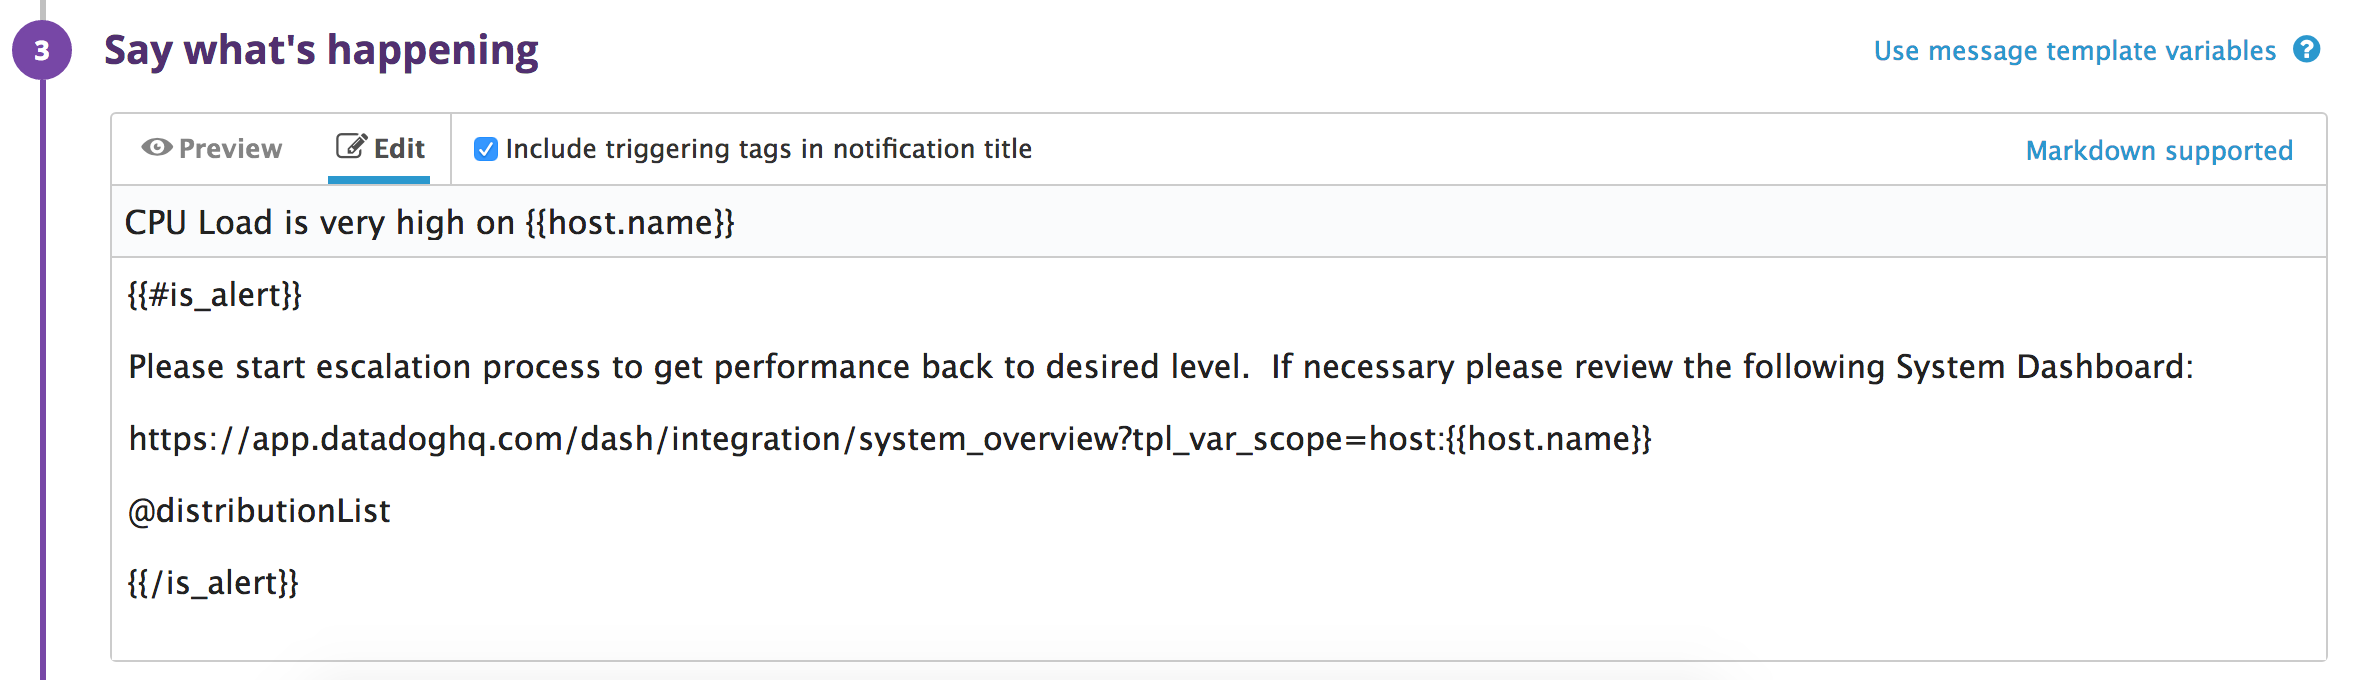 3 Say what's happening Use message template variables ?
Preview Edit Include triggering tags in notification title Markdown supported
CPU Load is very high on {{host.name}}
{{#is_alert}}
Please start escalation process to get performance back to desired level.  If necessary please review the following System Dashboard:
https://app.datadoghq.com/dash/integration/system_overview?tpl_var_scope=host:{{host.name}}
@distributionList
{{/is_alert}}